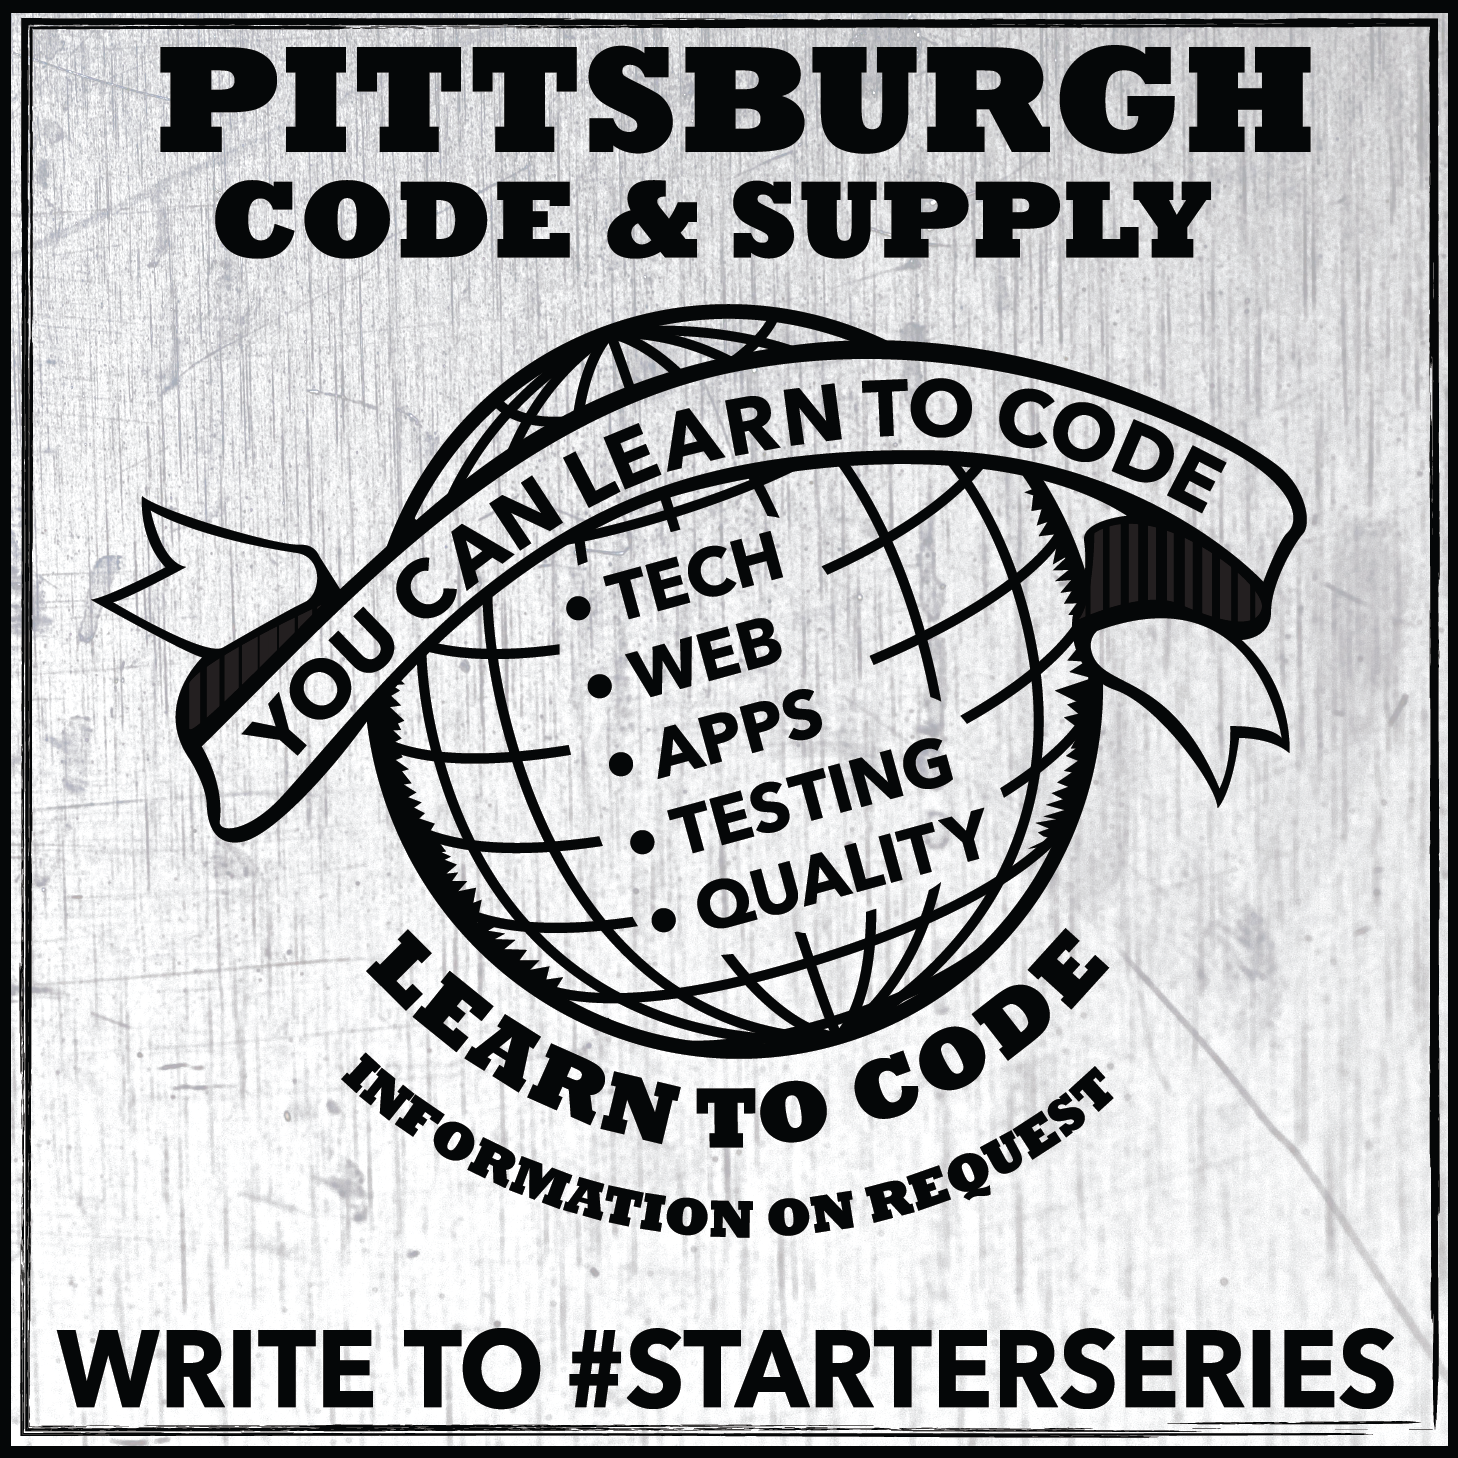 PITTSBURGH
CODE & SUPPLY
YOU CAN LEARN TO CODE
• TECH
• WEB
• APPS
• TESTING
• QUALITY
LEARN TO CODE
INFORMATION ON REQUEST
WRITE TO #STARTERSERIES